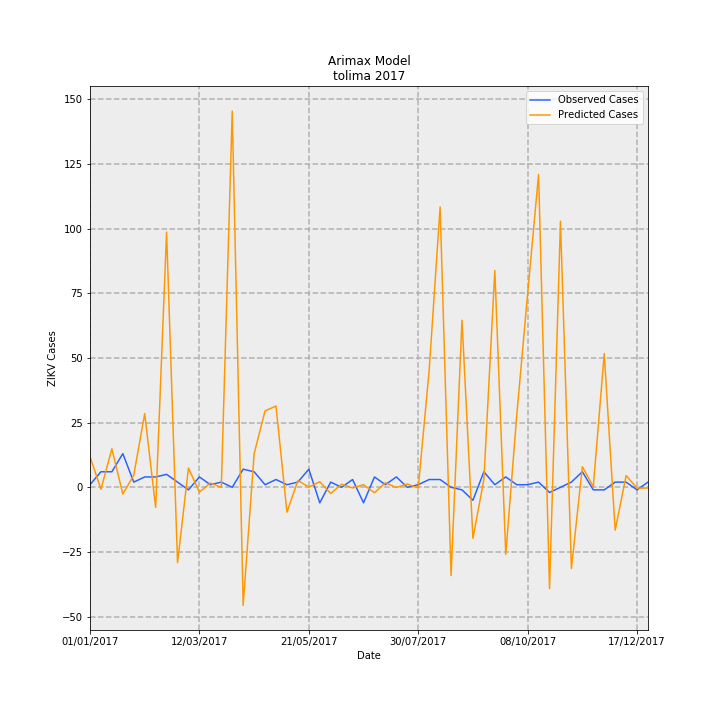 Arimax Model
tolima 2017
Observed Cases
Predicted Cases
150
125
100
75
50
25
0
−25
−50
ZIKV Cases
01/01/2017 12/03/2017 21/05/2017 30/07/2017 08/10/2017 17/12/2017
Date